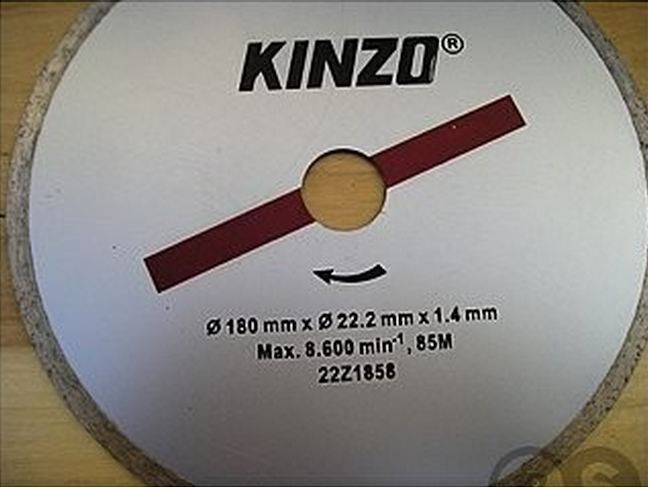 KINZO®
Ø 180 mm x Ø 22.2 mm x 1.4 mm
Max. 8.600 min⁻¹, 85M
22Z1858